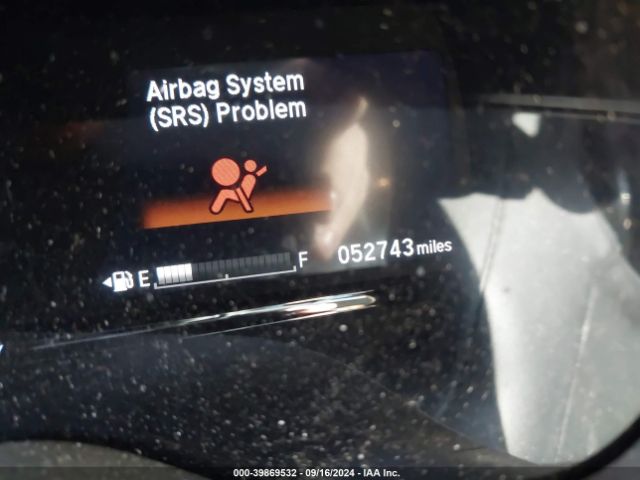 Airbag System
(SRS) Problem
E F 052743 miles
000-39869532 - 09/16/2024 - IAA Inc.